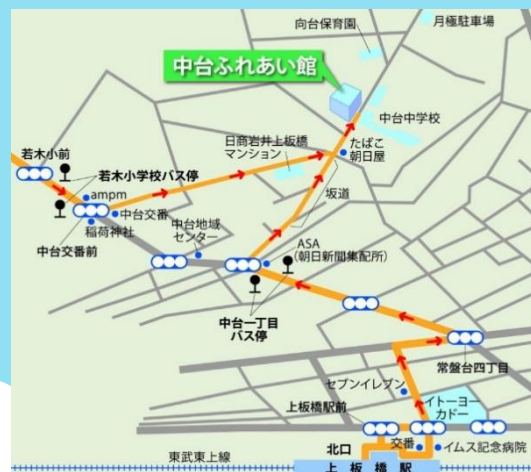 向台保育園
月極駐車場
中台ふれあい館
中台中学校
日商岩井上板橋
マンション
たばこ
朝日屋
若木小前
若木小学校バス停
ampm
中台交番
稲荷神社
中台交番前
中台地域
センター
坂道
ASA
(朝日新聞集配所)
中台一丁目
バス停
常盤台四丁目
セブンイレブン
イトーヨー
カドー
上板橋駅前
北口
交番
イムス記念病院
東武東上線
上板橋駅